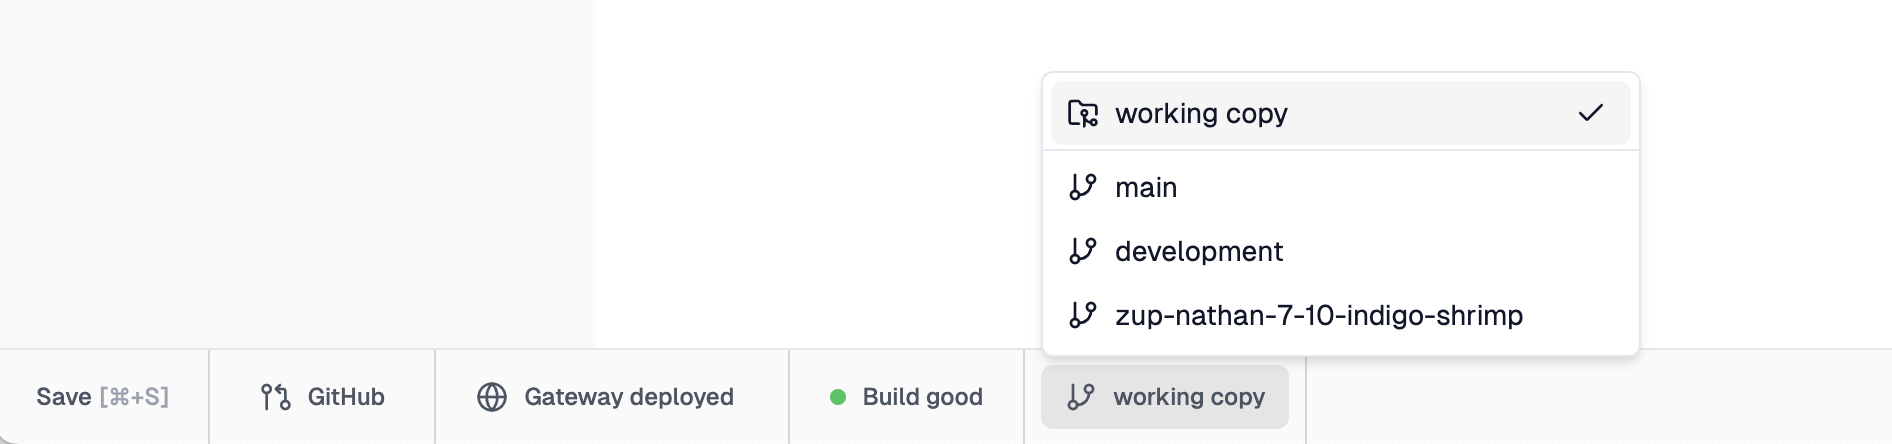 working copy
main
development
zup-nathan-7-10-indigo-shrimp
Save [⌘+S] GitHub Gateway deployed Build good working copy